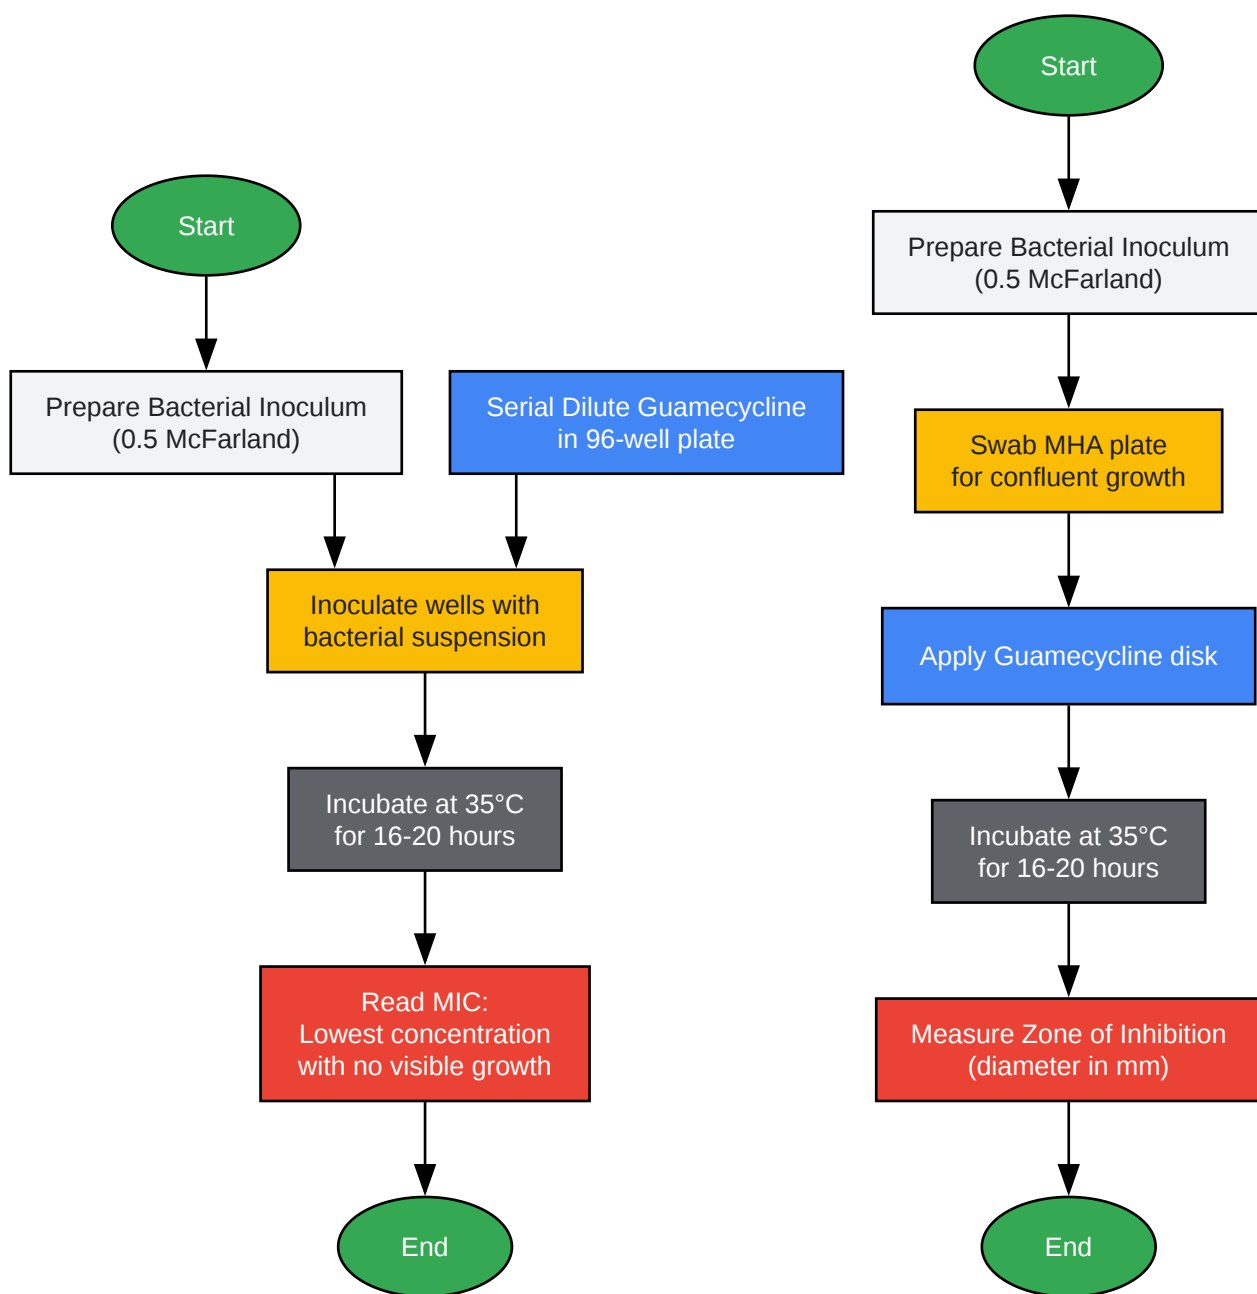 Start
Prepare Bacterial Inoculum
(0.5 McFarland)
Serial Dilute Guamecycline
in 96-well plate
Inoculate wells with
bacterial suspension
Incubate at 35°C
for 16-20 hours
Read MIC:
Lowest concentration
with no visible growth
End
Start
Prepare Bacterial Inoculum
(0.5 McFarland)
Swab MHA plate
for confluent growth
Apply Guamecycline disk
Incubate at 35°C
for 16-20 hours
Measure Zone of Inhibition
(diameter in mm)
End